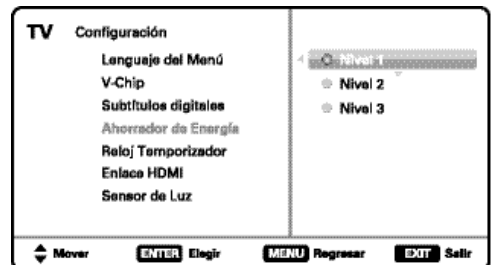 TV Configuración
Lenguaje del Menú
V-Chip
Subtítulos digitales
Ahorrador de Energía
Reloj Temporizador
Enlace HDMI
Sensor de Luz
Nivel 1
Nivel 2
Nivel 3
Mover ENTER Elegir MENU Regresar EXIT Salir